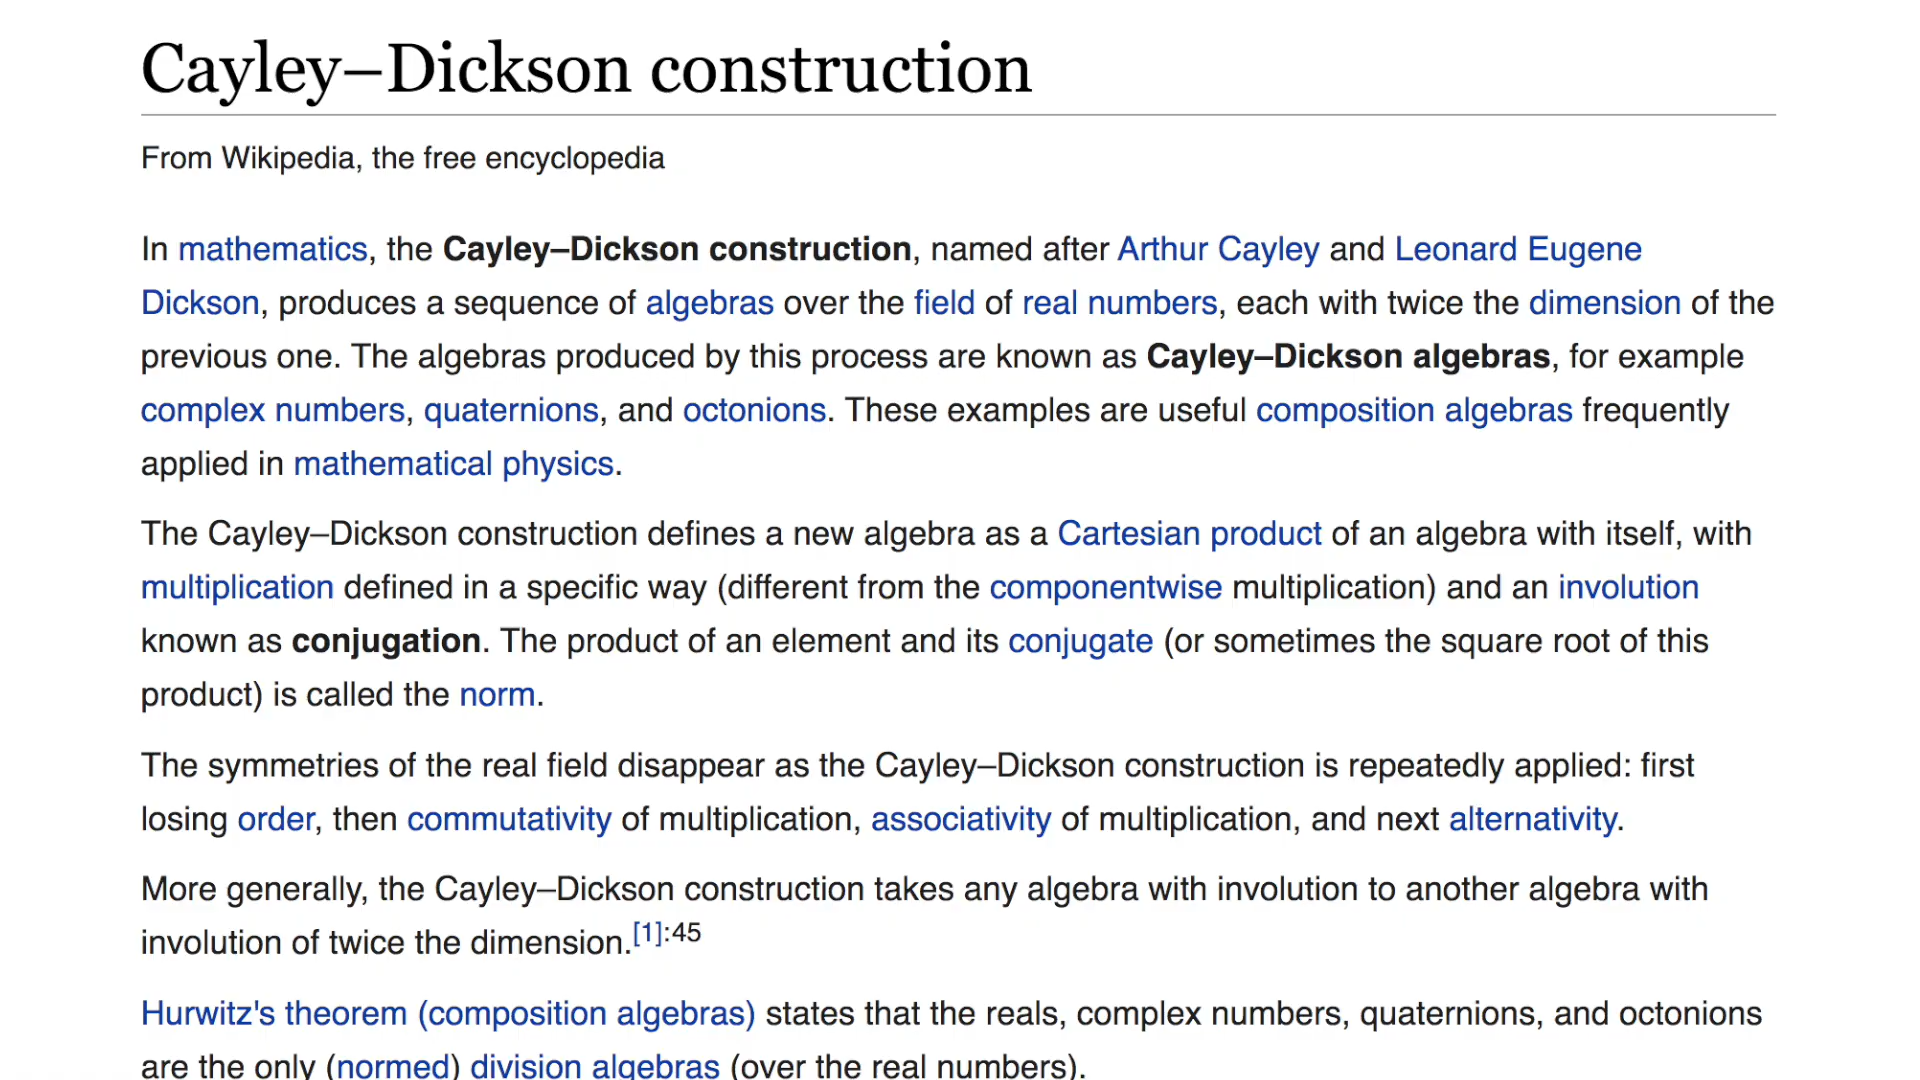 Cayley–Dickson construction
From Wikipedia, the free encyclopedia
In mathematics, the Cayley–Dickson construction, named after Arthur Cayley and Leonard Eugene
Dickson, produces a sequence of algebras over the field of real numbers, each with twice the dimension of the
previous one. The algebras produced by this process are known as Cayley–Dickson algebras, for example
complex numbers, quaternions, and octonions. These examples are useful composition algebras frequently
applied in mathematical physics.
The Cayley–Dickson construction defines a new algebra as a Cartesian product of an algebra with itself, with
multiplication defined in a specific way (different from the componentwise multiplication) and an involution
known as conjugation. The product of an element and its conjugate (or sometimes the square root of this
product) is called the norm.
The symmetries of the real field disappear as the Cayley–Dickson construction is repeatedly applied: first
losing order, then commutativity of multiplication, associativity of multiplication, and next alternativity.
More generally, the Cayley–Dickson construction takes any algebra with involution to another algebra with
involution of twice the dimension.[1]:45
Hurwitz's theorem (composition algebras) states that the reals, complex numbers, quaternions, and octonions
are the only (normed) division algebras (over the real numbers).